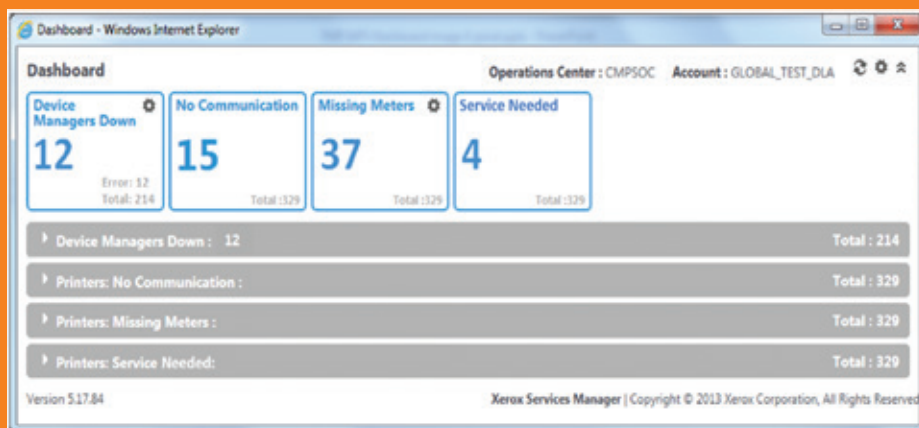 Dashboard - Windows Internet Explorer
Dashboard
Operations Center : CMPSOC Account : GLOBAL_TEST_DLA
Device Managers Down
12
Error: 12
Total: 214
No Communication
15
Total :329
Missing Meters
37
Total :329
Service Needed
4
Total :329
Device Managers Down : 12 Total : 214
Printers: No Communication : Total : 329
Printers: Missing Meters : Total : 329
Printers: Service Needed: Total : 329
Version 5.17.84 Xerox Services Manager | Copyright © 2013 Xerox Corporation, All Rights Reserved